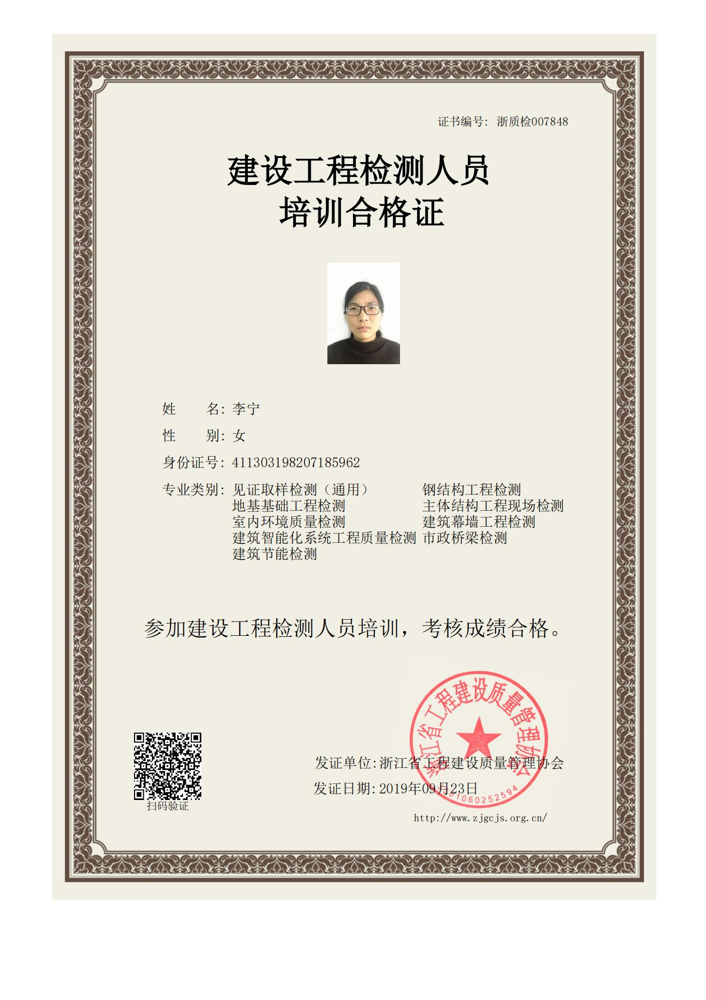 证书编号： 浙质检007848
建设工程检测人员
培训合格证
姓 名：李宁
性 别：女
身份证号：411303198207185962
专业类别：见证取样检测（通用） 钢结构工程检测
地基基础工程检测 主体结构工程现场检测
室内环境质量检测 建筑幕墙工程检测
建筑智能化系统工程质量检测 市政桥梁检测
建筑节能检测
参加建设工程检测人员培训，考核成绩合格。
浙江省工程建设质量管理协会
发证单位:浙江省工程建设质量管理协会
发证日期:2019年09月23日
3301060252594
扫码验证
http://www.zjgcjs.org.cn/